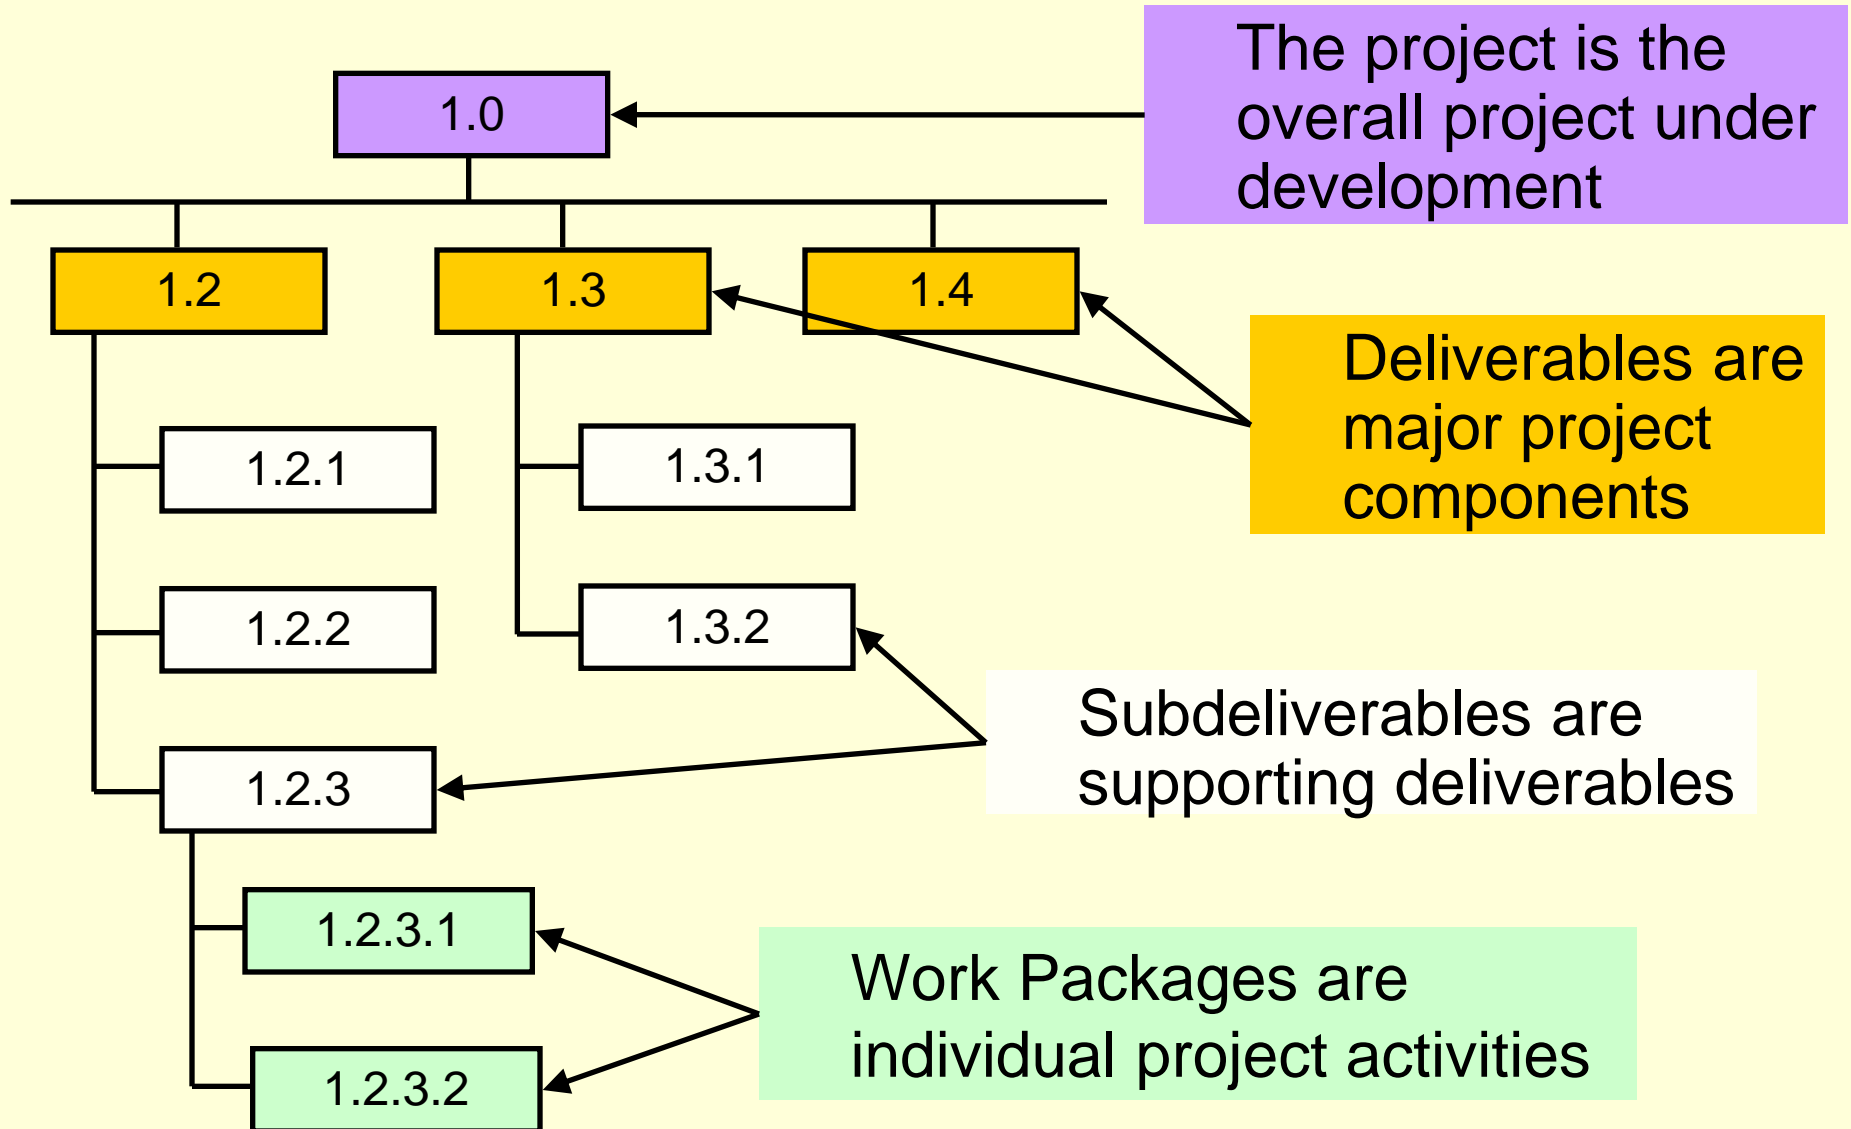 The project is the
overall project under
development
1.0
1.2
1.3
1.4
Deliverables are
major project
components
1.2.1
1.3.1
1.2.2
1.3.2
Subdeliverables are
supporting deliverables
1.2.3
1.2.3.1
Work Packages are
individual project activities
1.2.3.2